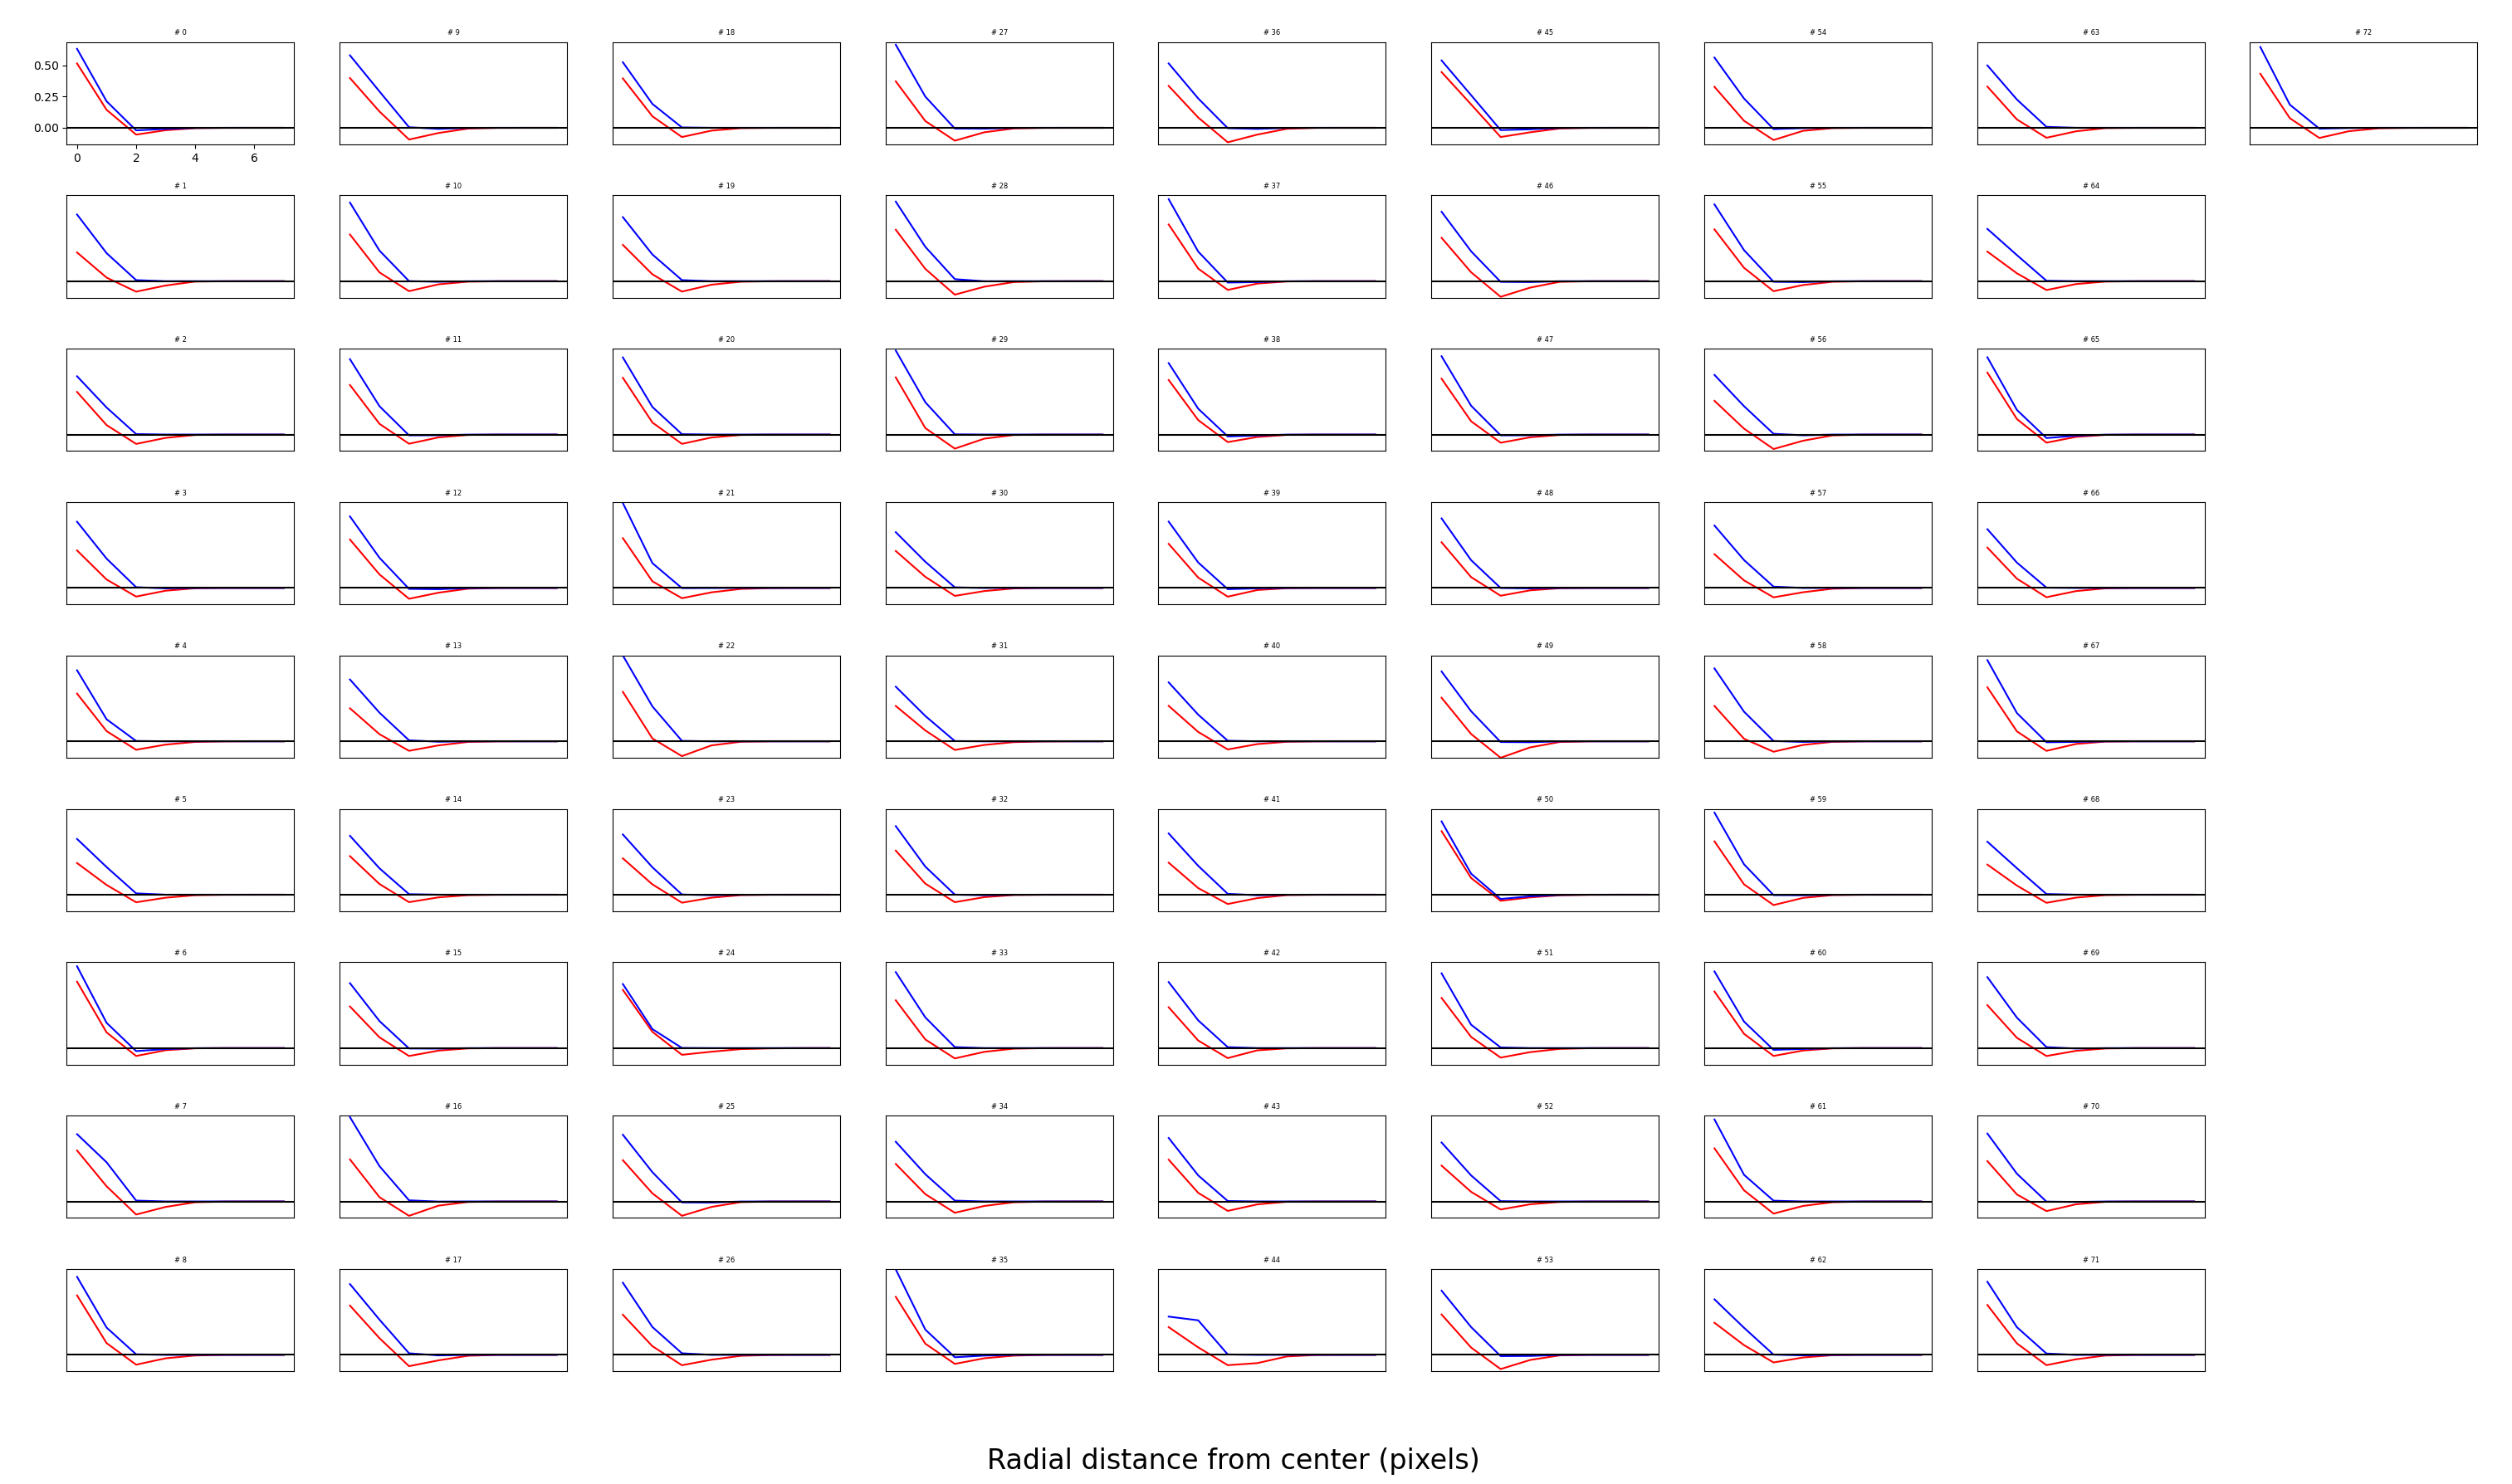 # 0 # 9 # 18 # 27 # 36 # 45 # 54 # 63 # 72
0.50
0.25
0.00
0 2 4 6
# 1 # 10 # 19 # 28 # 37 # 46 # 55 # 64
# 2 # 11 # 20 # 29 # 38 # 47 # 56 # 65
# 3 # 12 # 21 # 30 # 39 # 48 # 57 # 66
# 4 # 13 # 22 # 31 # 40 # 49 # 58 # 67
# 5 # 14 # 23 # 32 # 41 # 50 # 59 # 68
# 6 # 15 # 24 # 33 # 42 # 51 # 60 # 69
# 7 # 16 # 25 # 34 # 43 # 52 # 61 # 70
# 8 # 17 # 26 # 35 # 44 # 53 # 62 # 71
Radial distance from center (pixels)